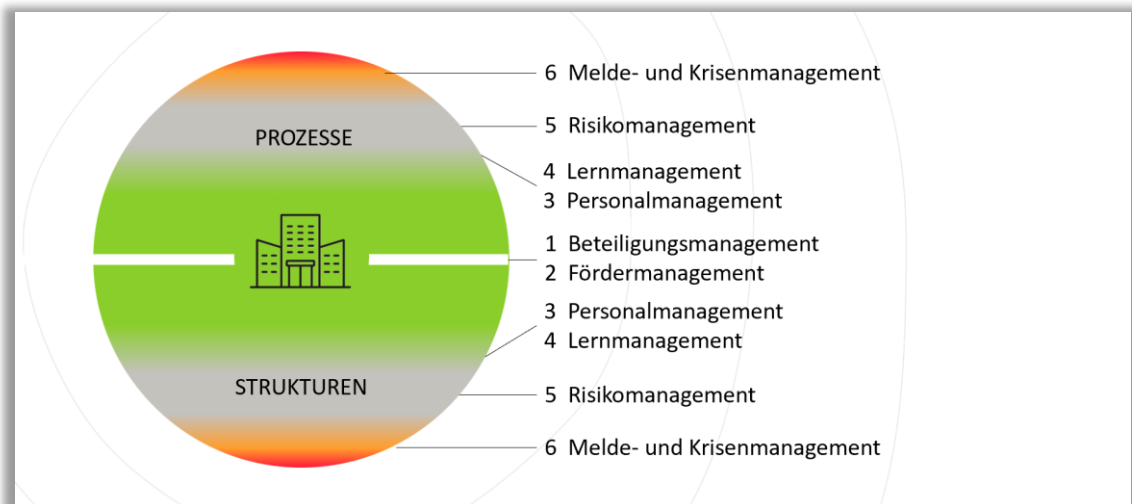 6 Melde- und Krisenmanagement
5 Risikomanagement
PROZESSE
4 Lernmanagement
3 Personalmanagement
1 Beteiligungsmanagement
2 Fördermanagement
3 Personalmanagement
4 Lernmanagement
STRUKTUREN
5 Risikomanagement
6 Melde- und Krisenmanagement